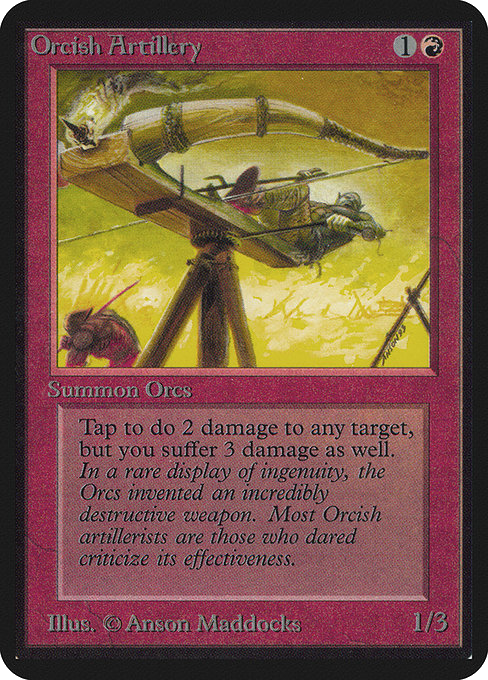 Orcish Artillery 1
Summon Orcs
Tap to do 2 damage to any target,
but you suffer 3 damage as well.
In a rare display of ingenuity, the
Orcs invented an incredibly
destructive weapon. Most Orcish
artillerists are those who dared
criticize its effectiveness.
Illus. © Anson Maddocks 1/3